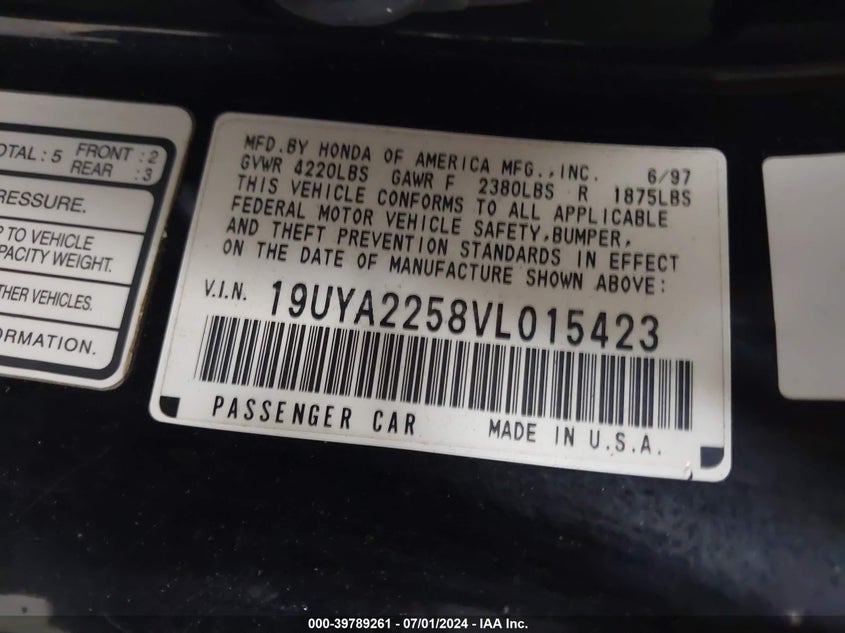 OTAL : 5 FRONT : 2
REAR : 3
RESSURE.
P TO VEHICLE
APACITY WEIGHT.
THER VEHICLES.
ORMATION.
MFD.BY HONDA OF AMERICA MFG.,INC. 6/97
GVWR 4220LBS GAWR F 2380LBS R 1875LBS
THIS VEHICLE CONFORMS TO ALL APPLICABLE
FEDERAL MOTOR VEHICLE SAFETY,BUMPER,
AND THEFT PREVENTION STANDARDS IN EFFECT
ON THE DATE OF MANUFACTURE SHOWN ABOVE:
V.I.N. 19UYA2258VL015423
PASSENGER CAR MADE IN U.S.A.
000-39789261 - 07/01/2024 - IAA Inc.